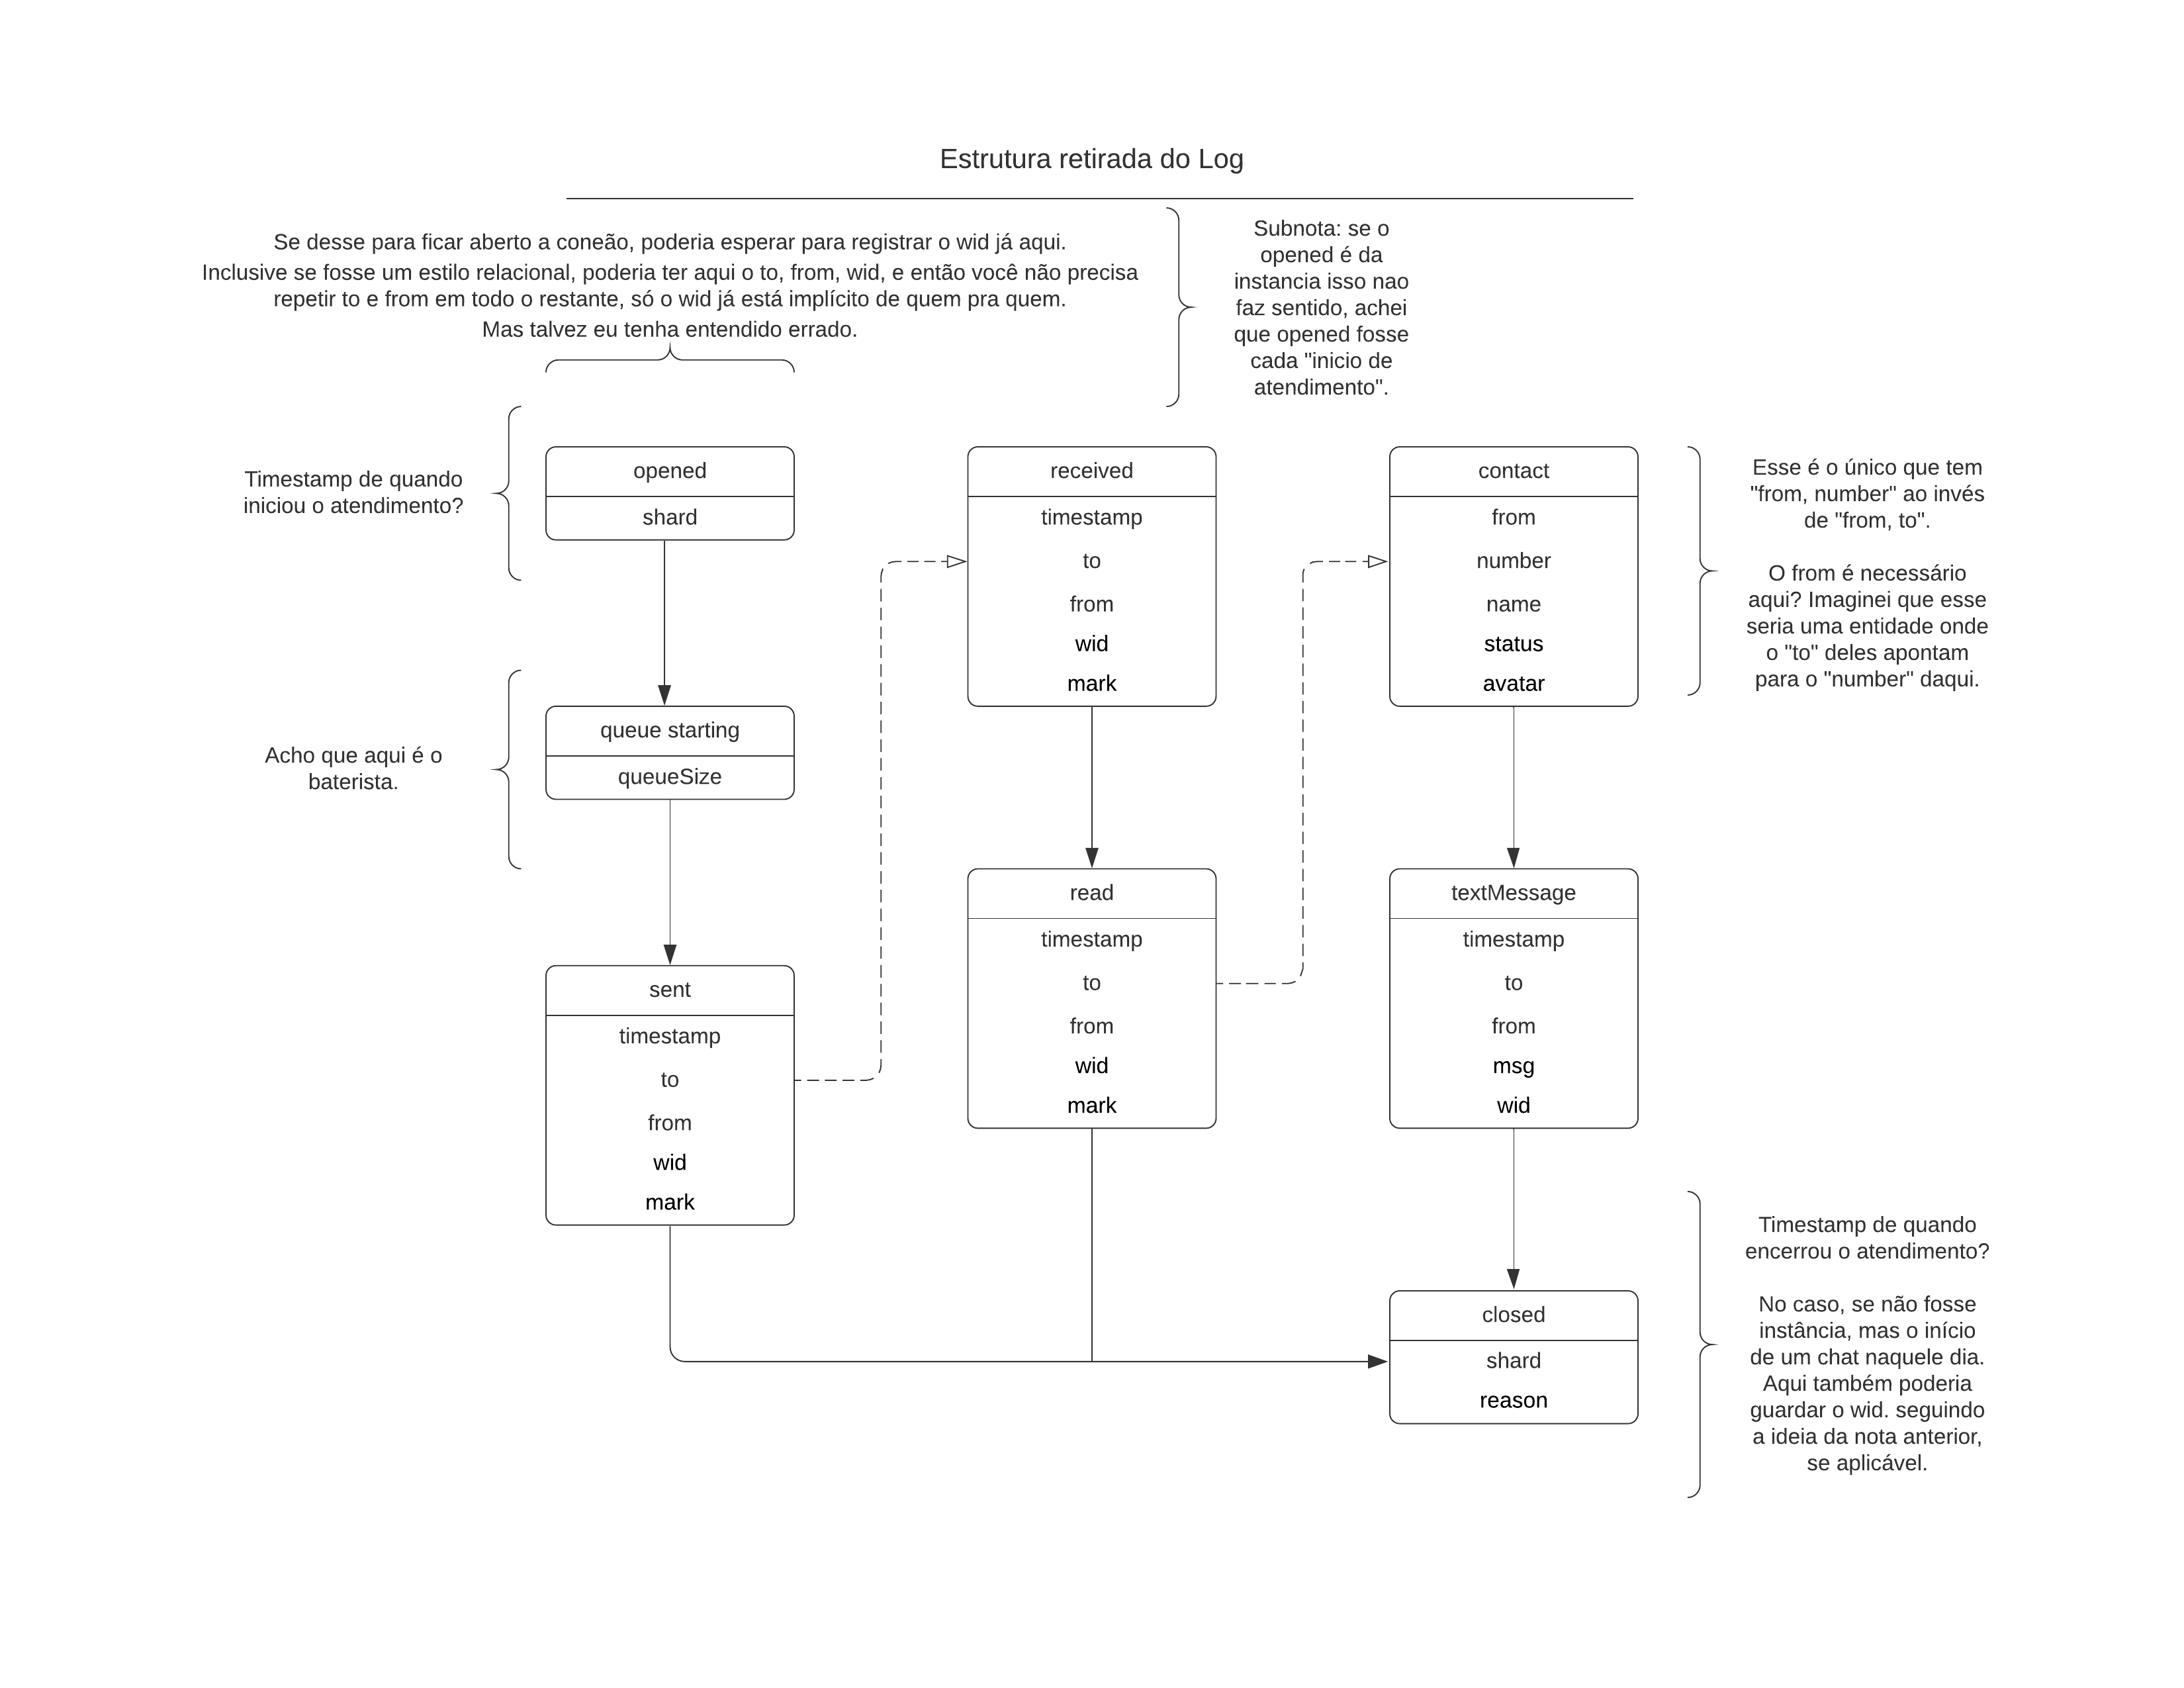 Estrutura retirada do Log
Se desse para ficar aberto a coneão, poderia esperar para registrar o wid já aqui.
Inclusive se fosse um estilo relacional, poderia ter aqui o to, from, wid, e então você não precisa
repetir to e from em todo o restante, só o wid já está implícito de quem pra quem.
Mas talvez eu tenha entendido errado.
Subnota: se o
opened é da
instancia isso nao
faz sentido, achei
que opened fosse
cada "inicio de
atendimento".
Timestamp de quando
iniciou o atendimento?
opened
shard
Acho que aqui é o
baterista.
queue starting
queueSize
sent
timestamp
to
from
wid
mark
received
timestamp
to
from
wid
mark
read
timestamp
to
from
wid
mark
contact
from
number
name
status
avatar
Esse é o único que tem
"from, number" ao invés
de "from, to".
O from é necessário
aqui? Imaginei que esse
seria uma entidade onde
o "to" deles apontam
para o "number" daqui.
textMessage
timestamp
to
from
msg
wid
closed
shard
reason
Timestamp de quando
encerrou o atendimento?
No caso, se não fosse
instância, mas o início
de um chat naquele dia.
Aqui também poderia
guardar o wid. seguindo
a ideia da nota anterior,
se aplicável.